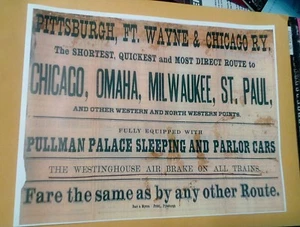 PITTSBURGH, FT. WAYNE & CHICAGO RY.
The SHORTEST, QUICKEST and MOST DIRECT ROUTE to
CHICAGO, OMAHA, MILWAUKEE, ST. PAUL,
AND OTHER WESTERN AND NORTH WESTERN POINTS.
FULLY EQUIPPED WITH
PULLMAN PALACE SLEEPING AND PARLOR CARS
THE WESTINGHOUSE AIR BRAKE ON ALL TRAINS.
Fare the same as by any other Route.